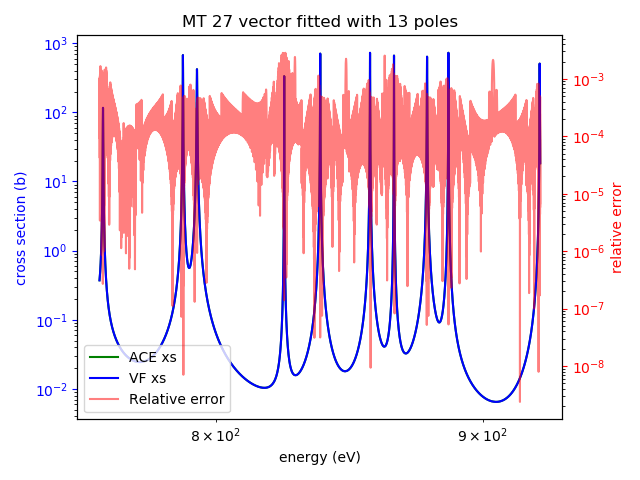 MT 27 vector fitted with 13 poles
10³
10²
10¹
10⁰
10⁻¹
10⁻²
cross section (b)
10⁻³
10⁻⁴
10⁻⁵
10⁻⁶
10⁻⁷
10⁻⁸
relative error
ACE xs
VF xs
Relative error
8 × 10²
9 × 10²
energy (eV)